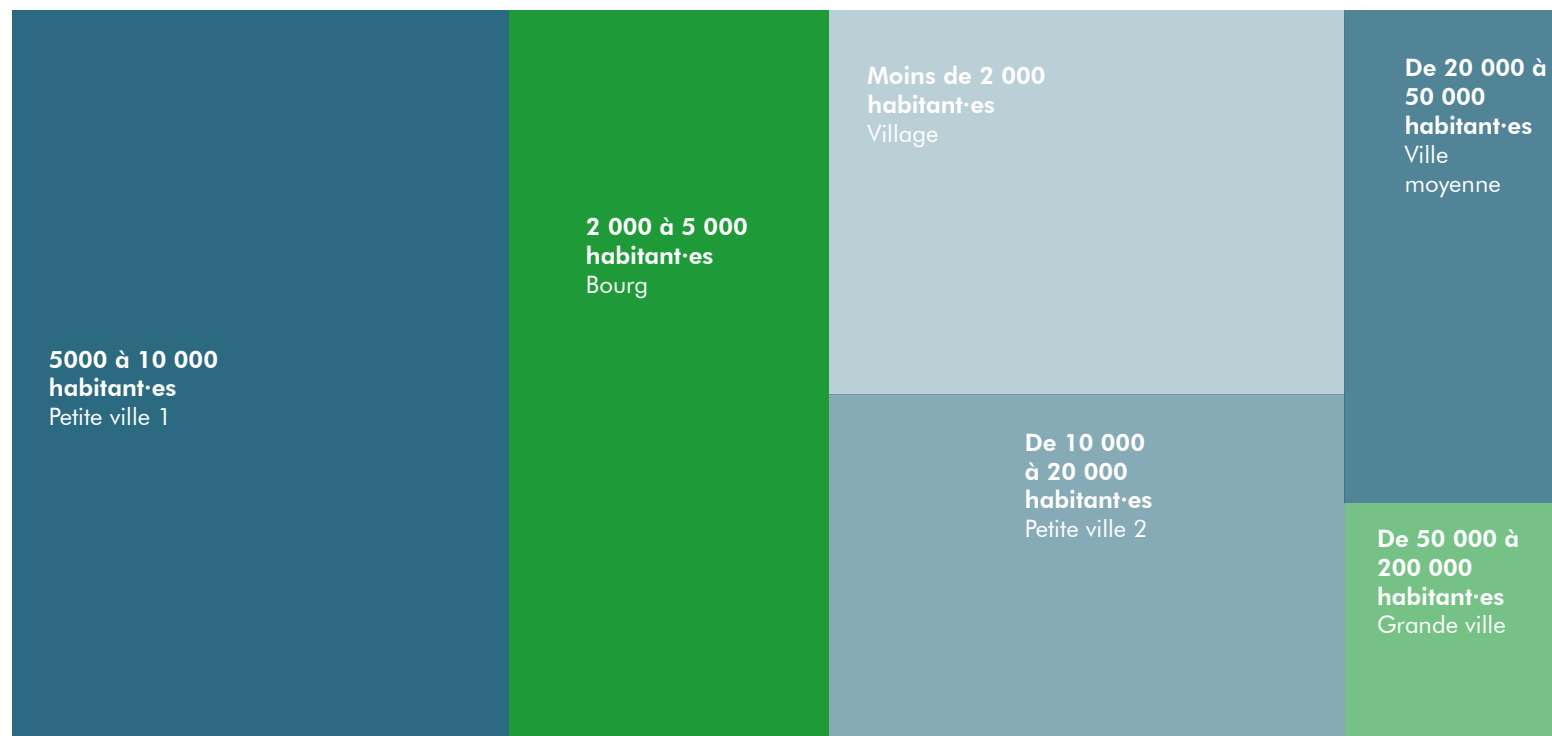 5000 à 10 000
habitant·es
Petite ville 1
2 000 à 5 000
habitant·es
Bourg
Moins de 2 000
habitant·es
Village
De 10 000
à 20 000
habitant·es
Petite ville 2
De 20 000 à
50 000
habitant·es
Ville
moyenne
De 50 000 à
200 000
habitant·es
Grande ville